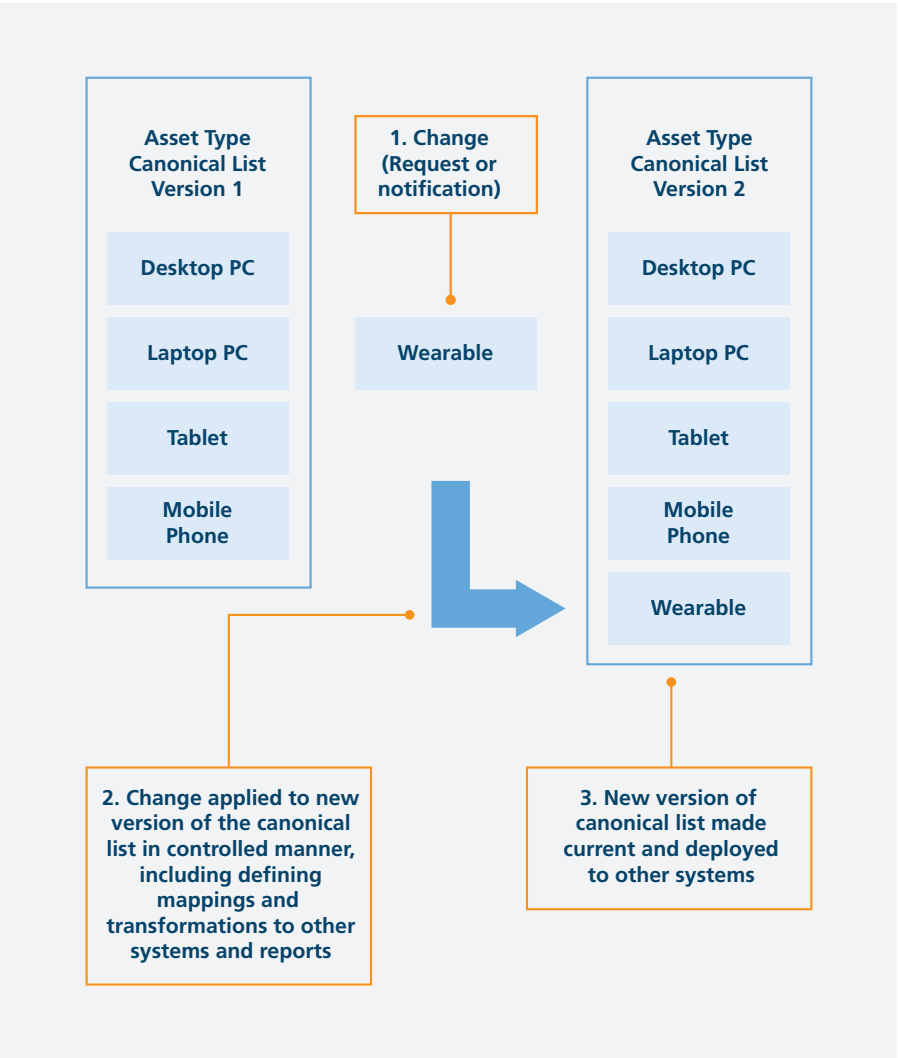 Asset Type
Canonical List
Version 1
Desktop PC
Laptop PC
Tablet
Mobile
Phone
1. Change
(Request or
notification)
Wearable
Asset Type
Canonical List
Version 2
Desktop PC
Laptop PC
Tablet
Mobile
Phone
Wearable
2. Change applied to new
version of the canonical
list in controlled manner,
including defining
mappings and
transformations to other
systems and reports
3. New version of
canonical list made
current and deployed
to other systems